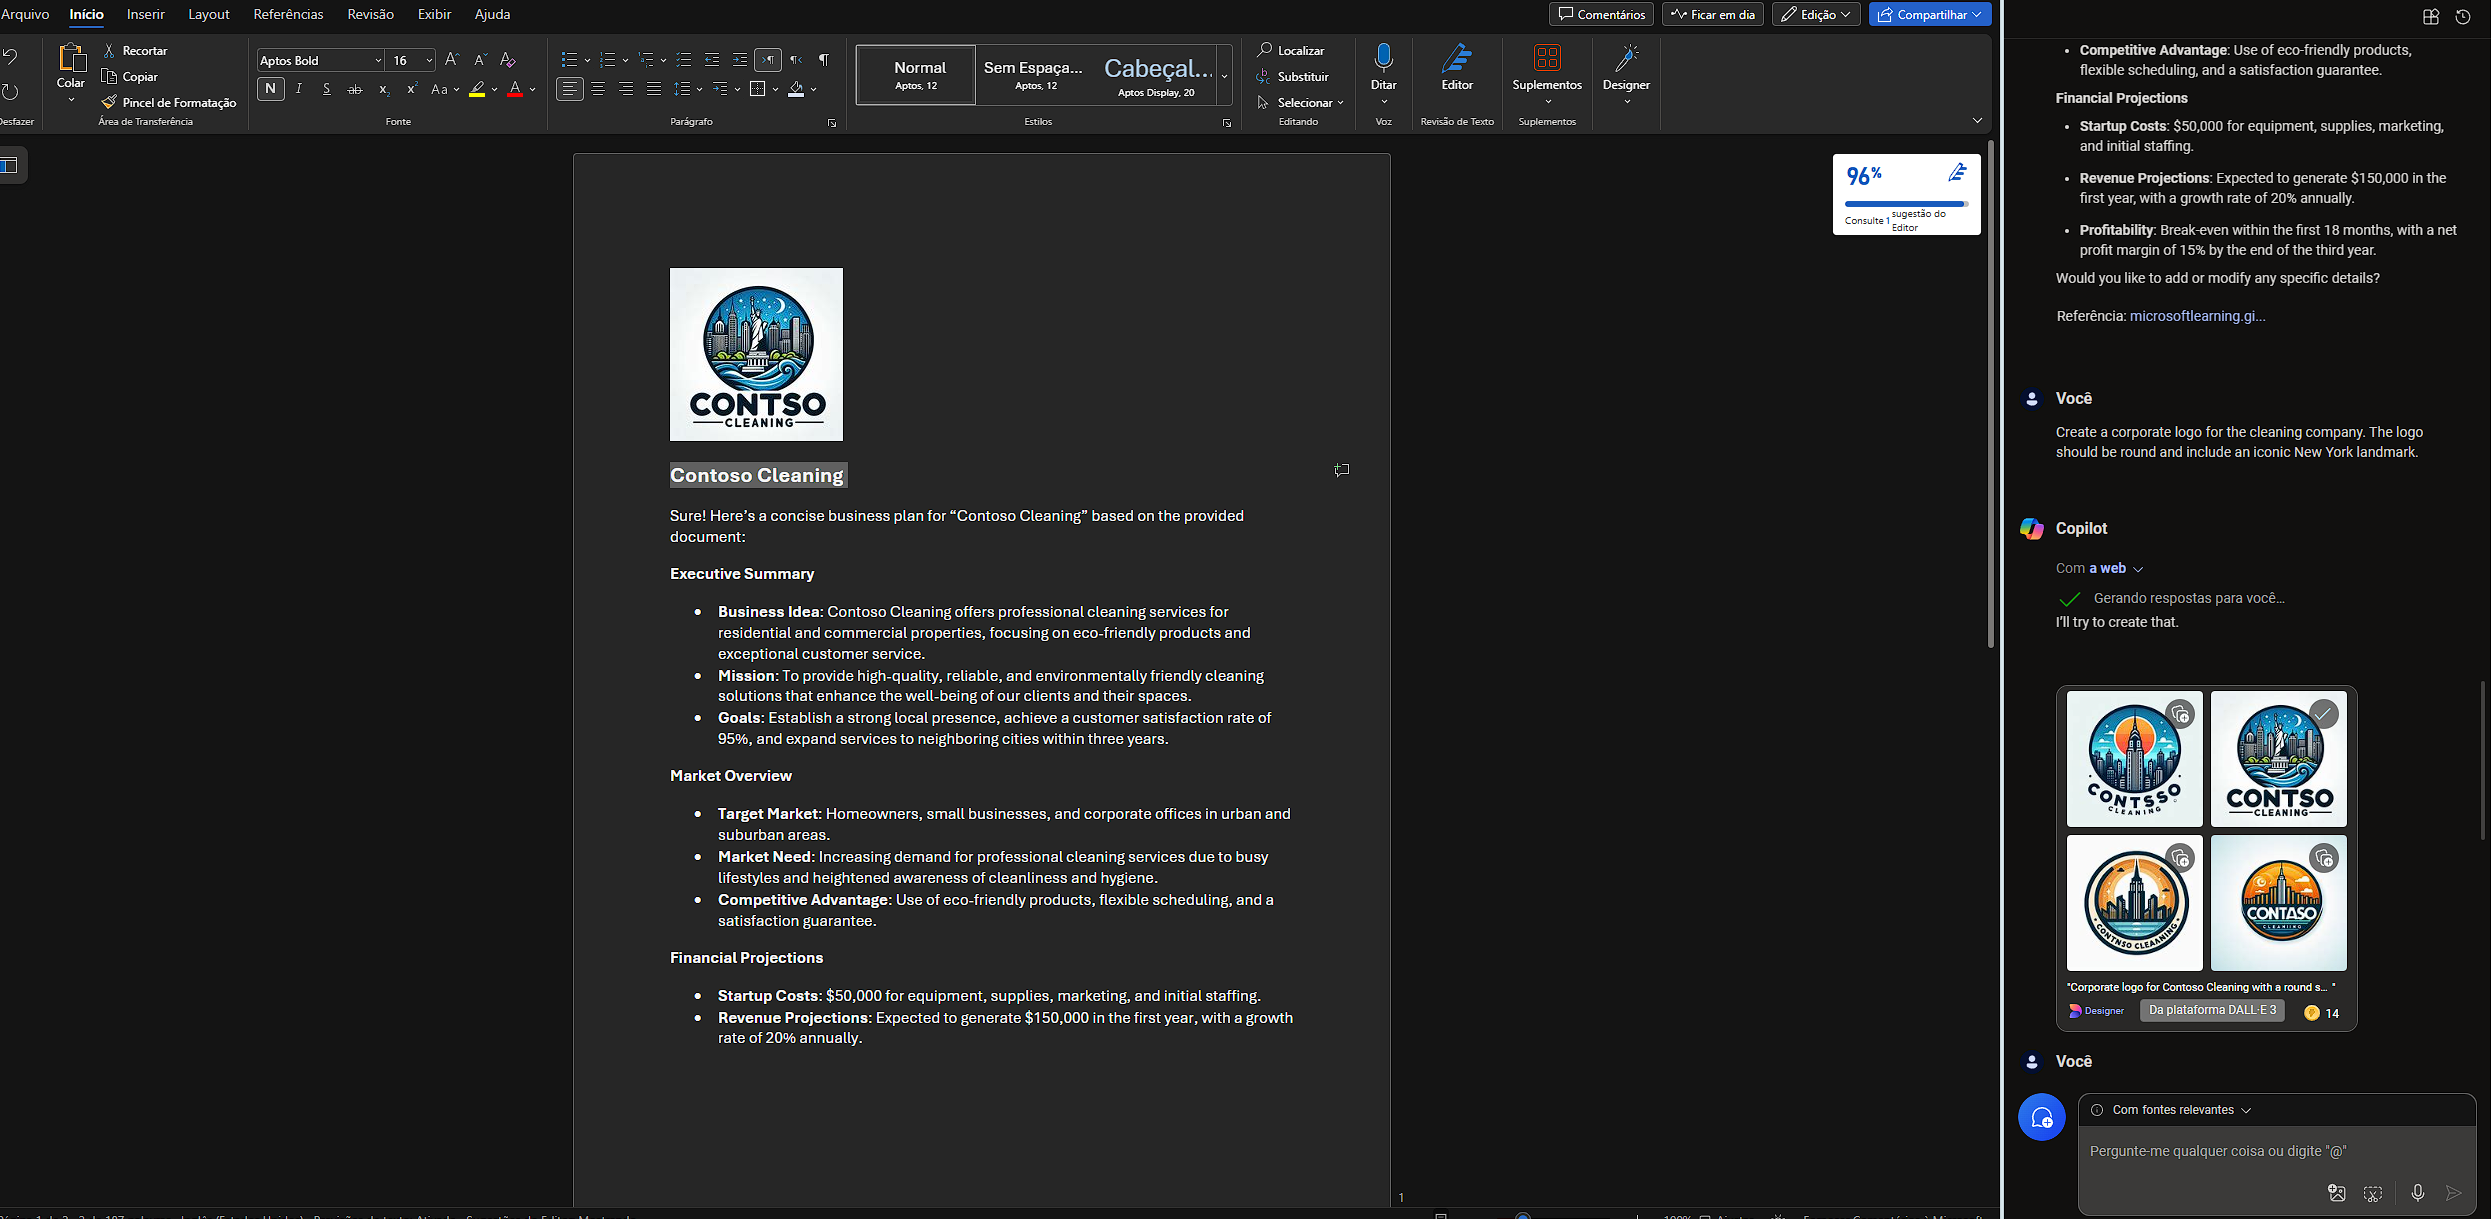 Arquivo Início Inserir Layout Referências Revisão Exibir Ajuda
Comentários Ficar em dia Edição Compartilhar
Colar
Recortar
Copiar
Pincel de Formatação
Área de Transferência
Aptos Bold 16
N I S ab x₂ x² Aa A
Fonte
Parágrafo
Normal
Aptos, 12
Sem Espaça...
Aptos, 12
Cabeçal...
Aptos Display, 20
Estilos
Localizar
Substituir
Selecionar
Editando
Ditar
Voz
Editor
Revisão de Texto
Suplementos
Suplementos
Designer
96%
Consulte 1 sugestão do
Editor
CONTSO
CLEANING
Contoso Cleaning
Sure! Here’s a concise business plan for “Contoso Cleaning” based on the provided
document:
Executive Summary
• Business Idea: Contoso Cleaning offers professional cleaning services for
residential and commercial properties, focusing on eco-friendly products and
exceptional customer service.
• Mission: To provide high-quality, reliable, and environmentally friendly cleaning
solutions that enhance the well-being of our clients and their spaces.
• Goals: Establish a strong local presence, achieve a customer satisfaction rate of
95%, and expand services to neighboring cities within three years.
Market Overview
• Target Market: Homeowners, small businesses, and corporate offices in urban and
suburban areas.
• Market Need: Increasing demand for professional cleaning services due to busy
lifestyles and heightened awareness of cleanliness and hygiene.
• Competitive Advantage: Use of eco-friendly products, flexible scheduling, and a
satisfaction guarantee.
Financial Projections
• Startup Costs: $50,000 for equipment, supplies, marketing, and initial staffing.
• Revenue Projections: Expected to generate $150,000 in the first year, with a growth
rate of 20% annually.
1
• Competitive Advantage: Use of eco-friendly products,
flexible scheduling, and a satisfaction guarantee.
Financial Projections
• Startup Costs: $50,000 for equipment, supplies, marketing,
and initial staffing.
• Revenue Projections: Expected to generate $150,000 in the
first year, with a growth rate of 20% annually.
• Profitability: Break-even within the first 18 months, with a net
profit margin of 15% by the end of the third year.
Would you like to add or modify any specific details?
Referência: microsoftlearning.gi...
Você
Create a corporate logo for the cleaning company. The logo
should be round and include an iconic New York landmark.
Copilot
Com a web
Gerando respostas para você...
I'll try to create that.
CONTSSO
CLEANING
CONTSO
CLEANING
CONTNSO CLEAANING
CONTASO
"Corporate logo for Contoso Cleaning with a round s... "
Designer Da plataforma DALL·E 3 14
Você
Com fontes relevantes
Pergunte-me qualquer coisa ou digite "@"